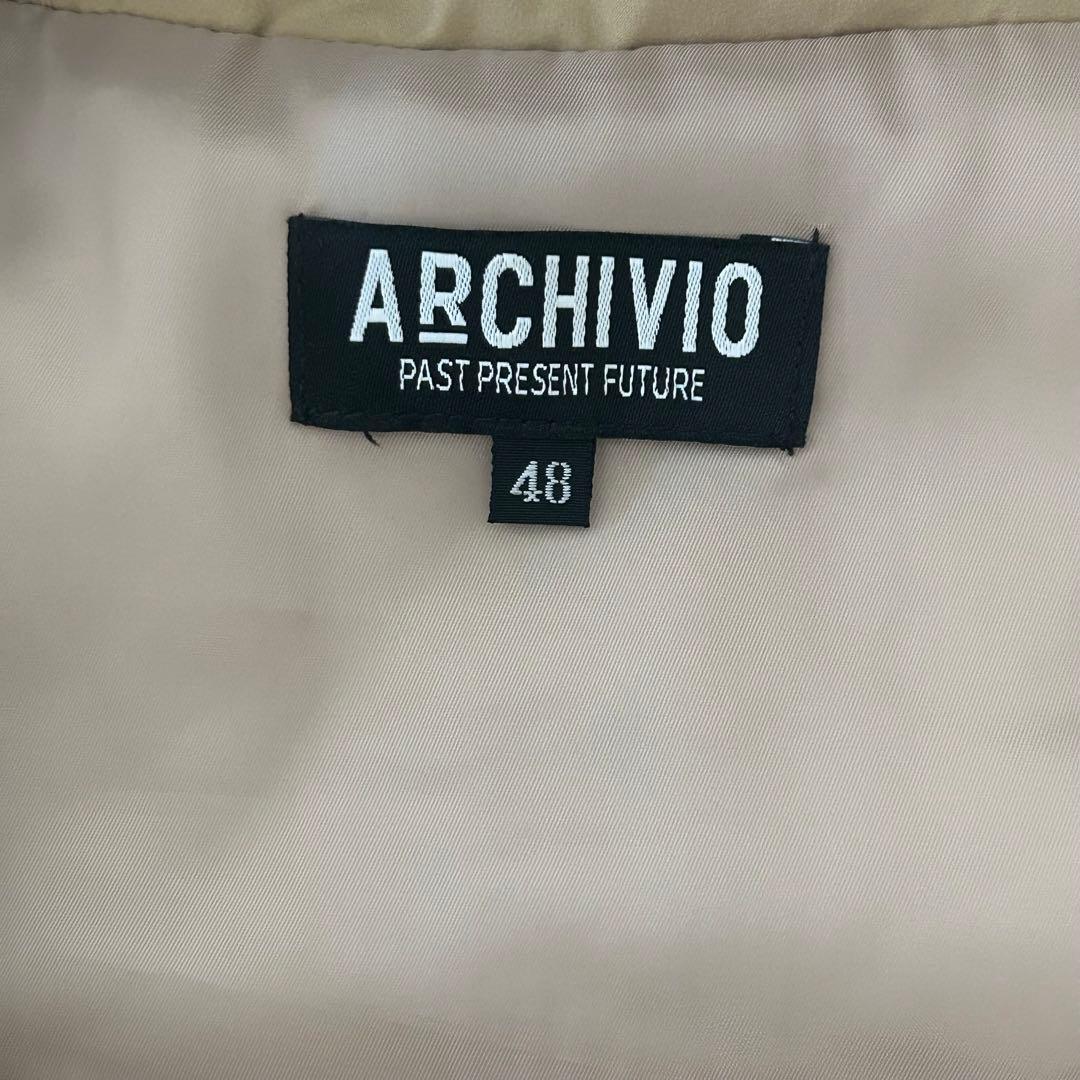 ARCHIVIO
PAST PRESENT FUTURE
48